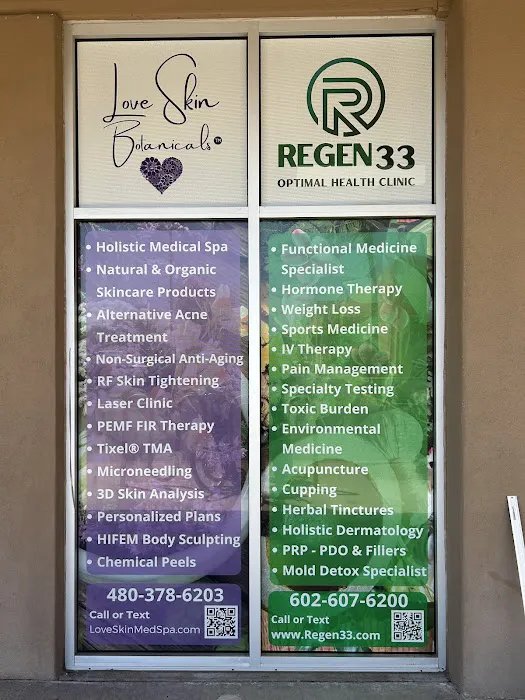 Love Skin
Botanicals TM
R
REGEN33
OPTIMAL HEALTH CLINIC
• Holistic Medical Spa
• Natural & Organic
Skincare Products
• Alternative Acne
Treatment
• Non-Surgical Anti-Aging
• RF Skin Tightening
• Laser Clinic
• PEMF FIR Therapy
• Tixel® TMA
• Microneedling
• 3D Skin Analysis
• Personalized Plans
• HIFEM Body Sculpting
• Chemical Peels
480-378-6203
Call or Text
LoveSkinMedSpa.com
• Functional Medicine
Specialist
• Hormone Therapy
• Weight Loss
• Sports Medicine
• IV Therapy
• Pain Management
• Specialty Testing
• Toxic Burden
• Environmental
Medicine
• Acupuncture
• Cupping
• Herbal Tinctures
• Holistic Dermatology
• PRP - PDO & Fillers
• Mold Detox Specialist
602-607-6200
Call or Text
www.Regen33.com